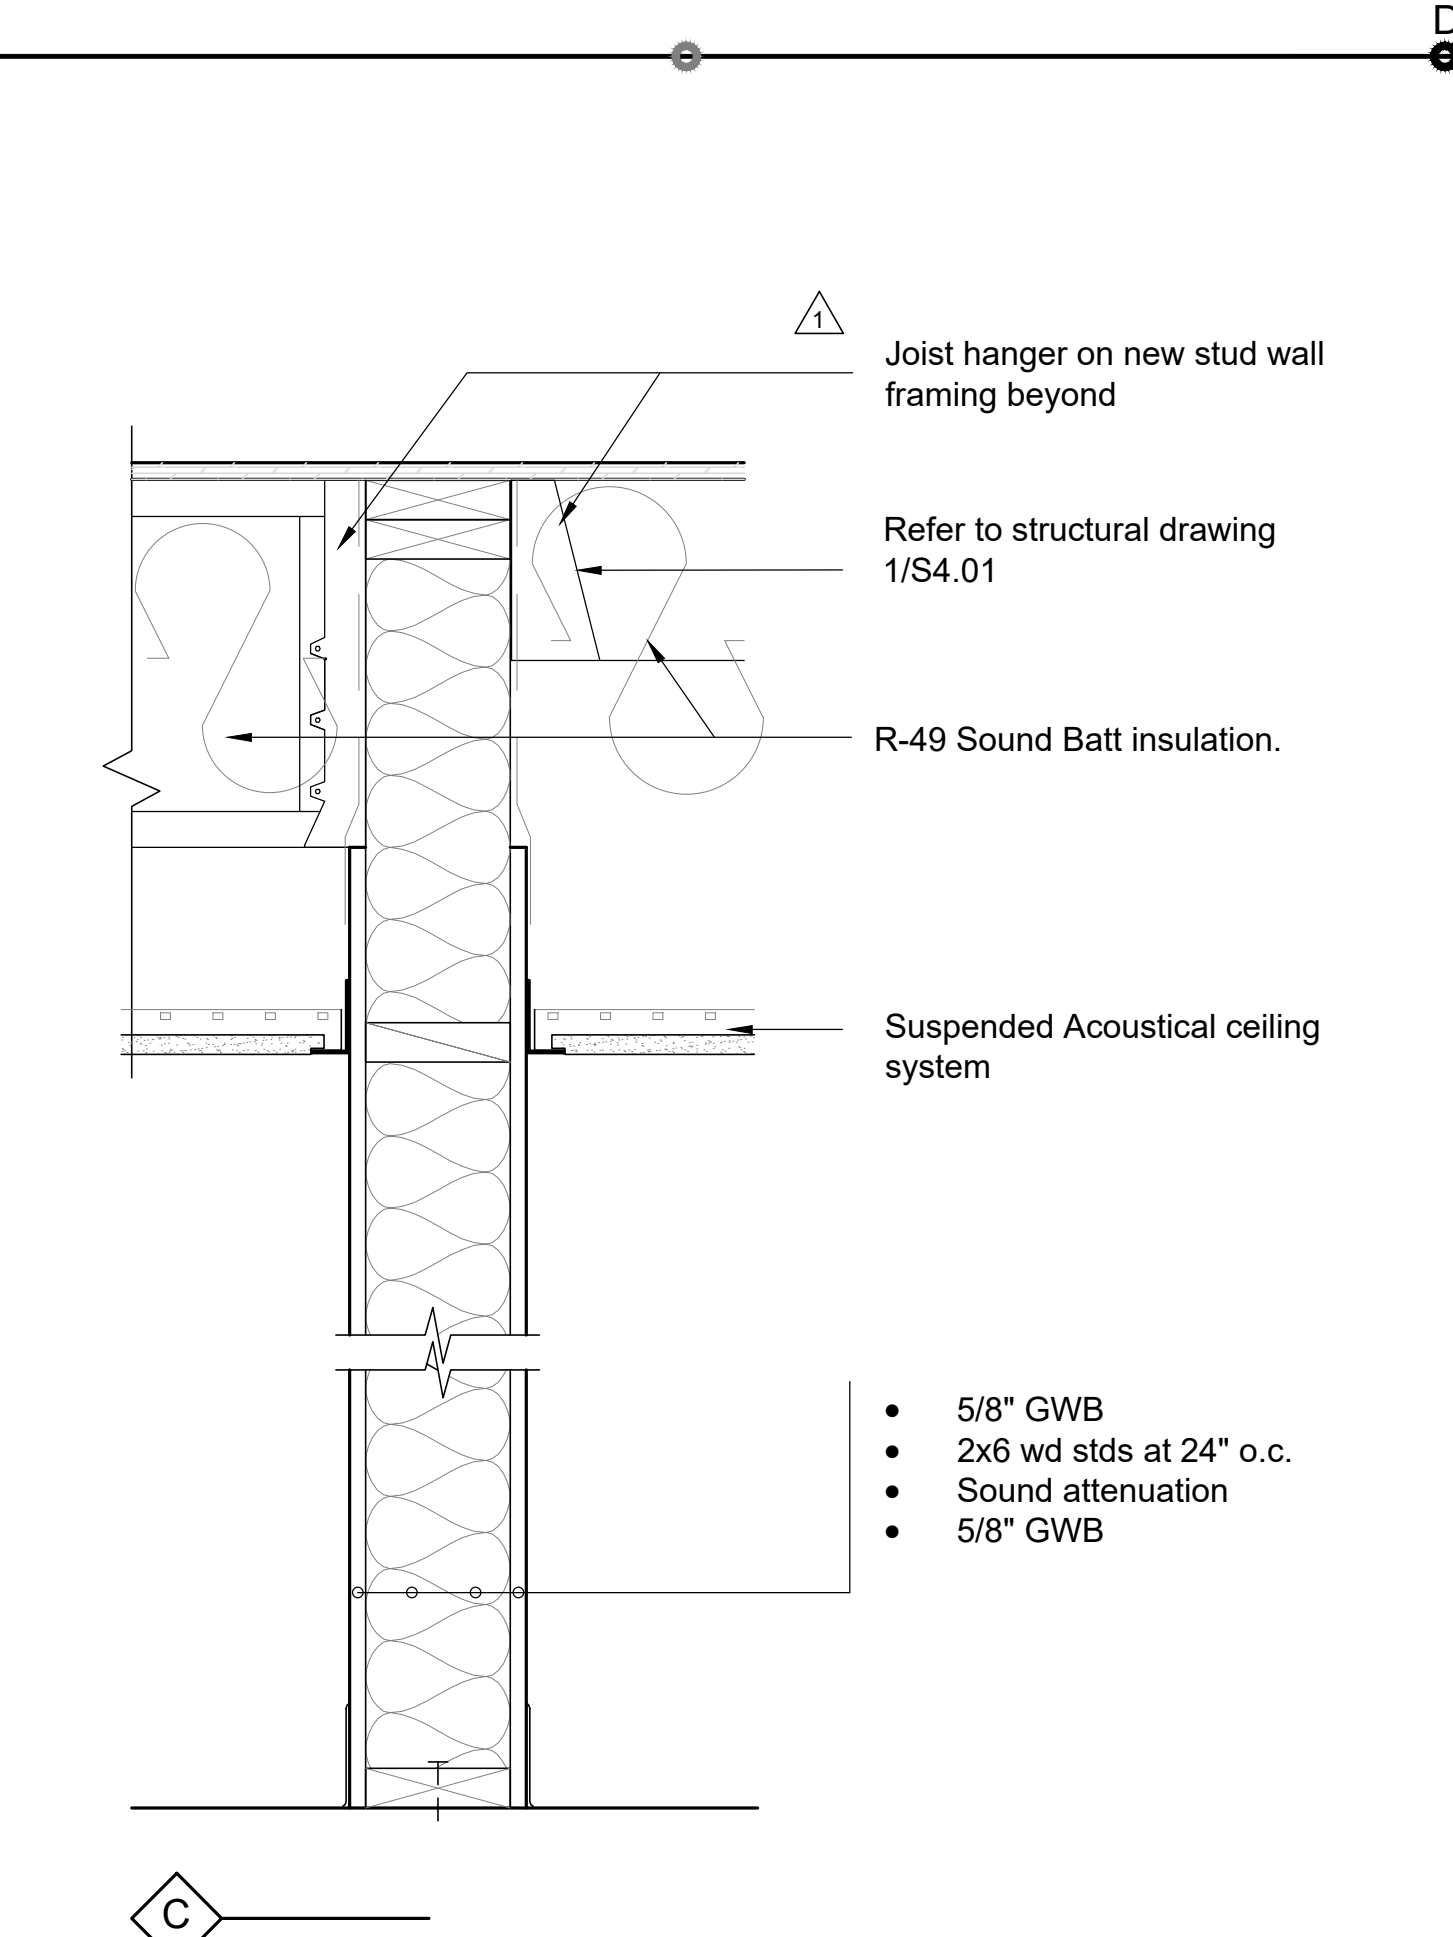 D
1
Joist hanger on new stud wall
framing beyond
Refer to structural drawing
1/S4.01
R-49 Sound Batt insulation.
Suspended Acoustical ceiling
system
• 5/8" GWB
• 2x6 wd stds at 24" o.c.
• Sound attenuation
• 5/8" GWB
C